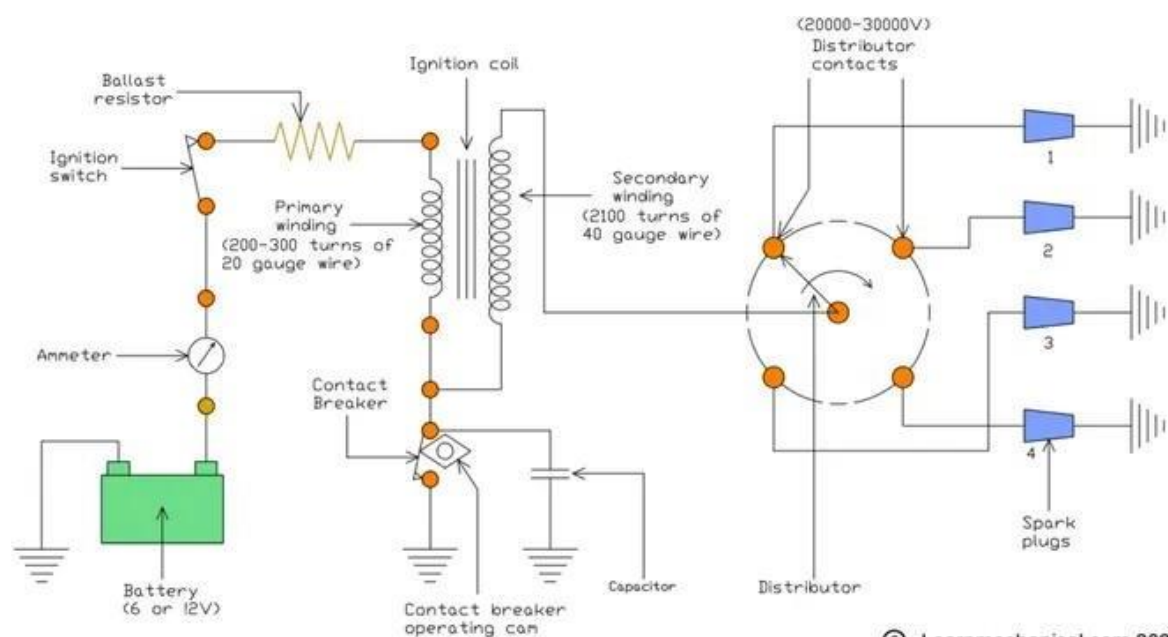 (20000-30000V)
Distributor
contacts
Ignition coil
Ballast
resistor
Ignition
switch
Primary
winding
(200-300 turns of
20 gauge wire)
Secondary
winding
(2100 turns of
40 gauge wire)
1
2
3
4
Ammeter
Contact
Breaker
Battery
(6 or 12V)
Contact breaker
operating cam
Capacitor
Distributor
Spark
plugs